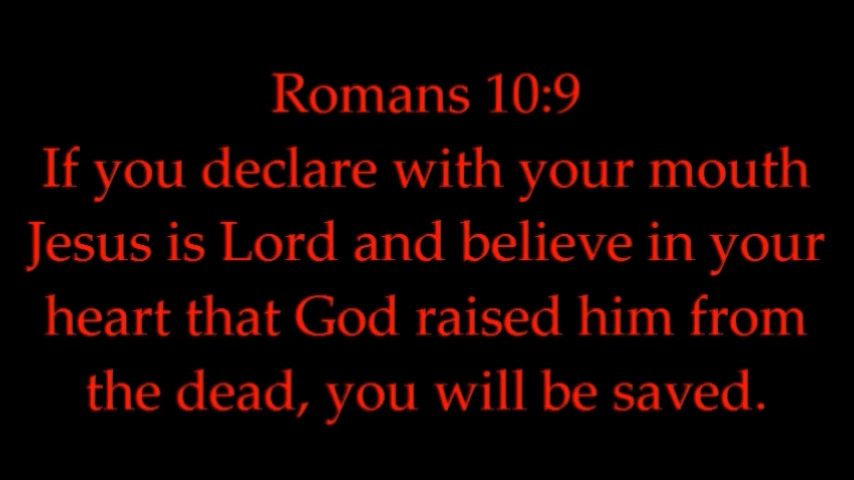 Romans 10:9
If you declare with your mouth
Jesus is Lord and believe in your
heart that God raised him from
the dead, you will be saved.